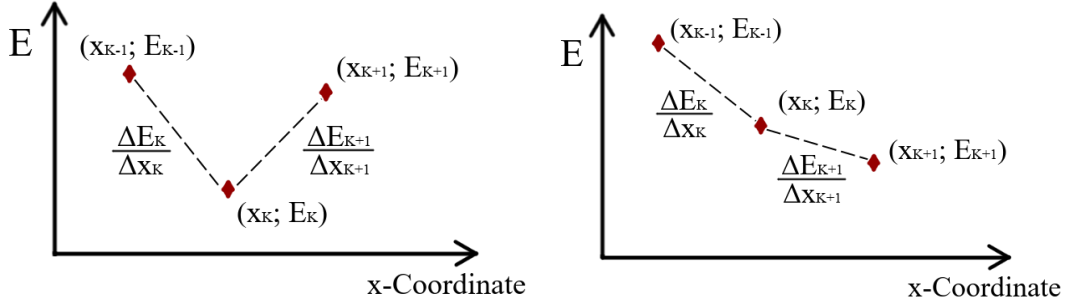 E
(xK-1; EK-1)
(xK+1; EK+1)
ΔEK
ΔxK
ΔEK+1
ΔxK+1
(xK; EK)
x-Coordinate
E
(xK-1; EK-1)
ΔEK
ΔxK
(xK; EK)
(xK+1; EK+1)
ΔEK+1
ΔxK+1
x-Coordinate